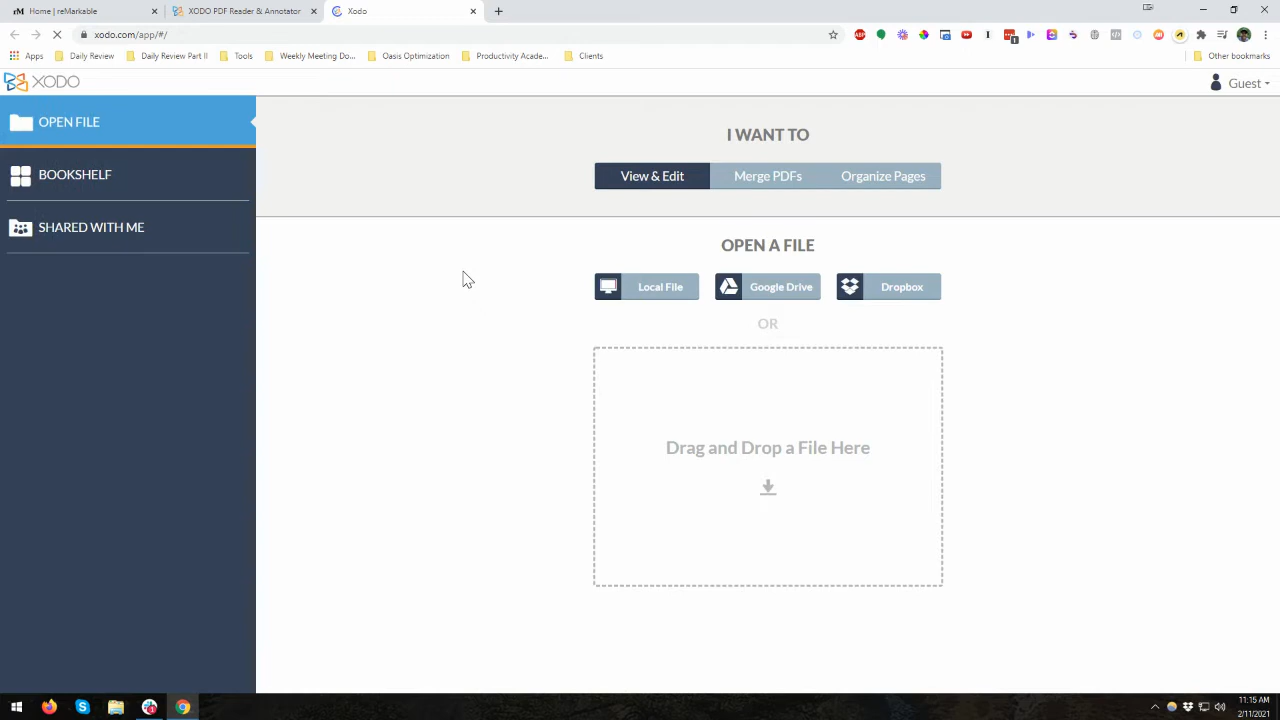 Home | reMarkable
XODO PDF Reader & Annotator
Xodo
xodo.com/app/#/
Apps
Daily Review
Daily Review Part II
Tools
Weekly Meeting Do...
Oasis Optimization
Productivity Acade...
Clients
Other bookmarks
XODO
Guest
OPEN FILE
BOOKSHELF
SHARED WITH ME
I WANT TO
View & Edit
Merge PDFs
Organize Pages
OPEN A FILE
Local File
Google Drive
Dropbox
OR
Drag and Drop a File Here
11:15 AM
2/11/2021